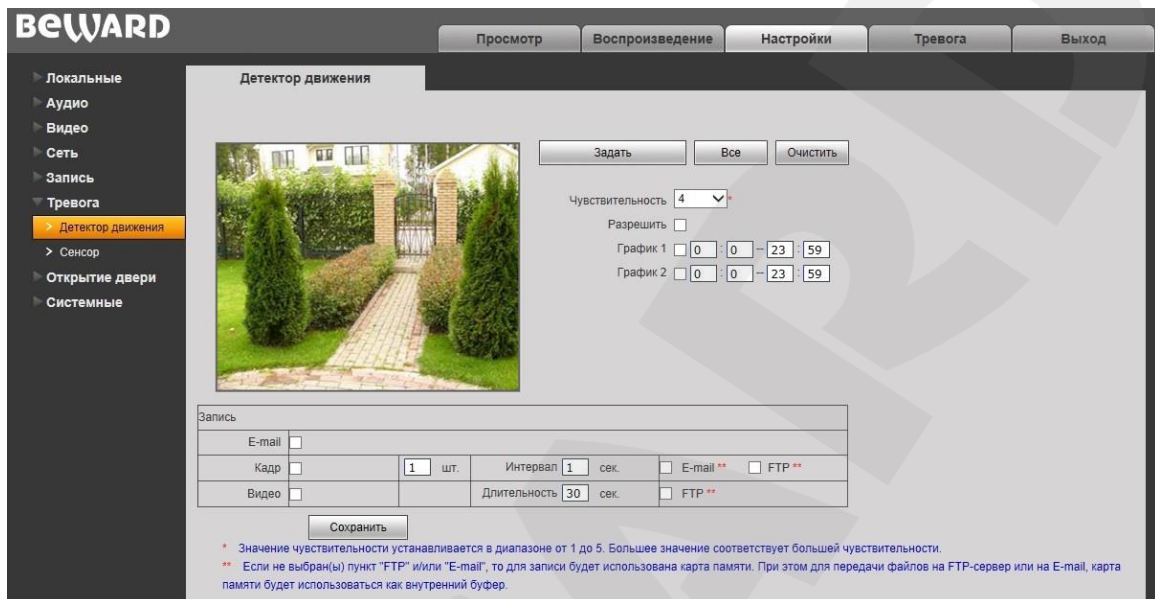 BEWARD
Просмотр Воспроизведение Настройки Тревога Выход
Локальные
Аудио
Видео
Сеть
Запись
Тревога
> Детектор движения
> Сенсор
Открытие двери
Системные
Детектор движения
Задать Все Очистить
Чувствительность 4 *
Разрешить
График 1 0 : 0 -- 23 : 59
График 2 0 : 0 -- 23 : 59
Запись
E-mail
Кадр 1 шт. Интервал 1 сек. E-mail ** FTP **
Видео Длительность 30 сек. FTP **
Сохранить
* Значение чувствительности устанавливается в диапазоне от 1 до 5. Большее значение соответствует большей чувствительности.
** Если не выбран(ы) пункт "FTP" и/или "E-mail", то для записи будет использована карта памяти. При этом для передачи файлов на FTP-сервер или на E-mail, карта
памяти будет использоваться как внутренний буфер.